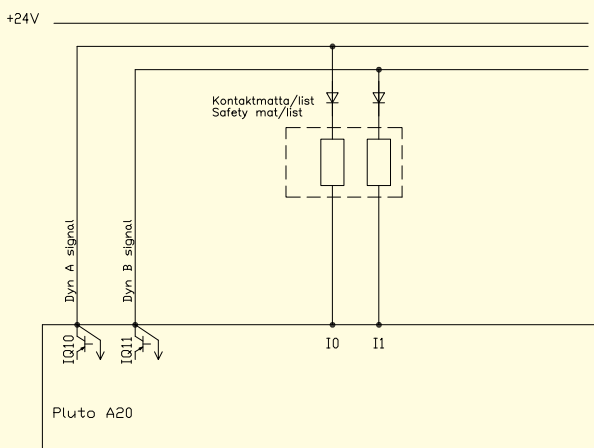 +24V
Kontaktmatta/list
Safety mat/list
Dyn A signal
Dyn B signal
IQ10
IQ11
I0
I1
Pluto A20